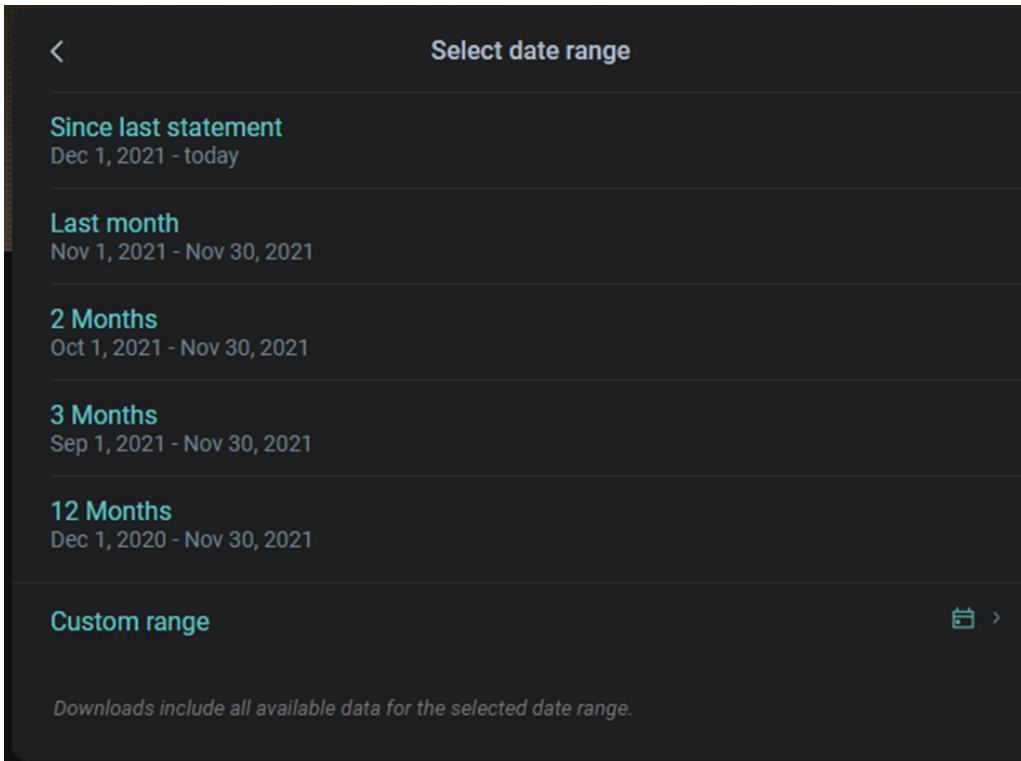 Select date range
Since last statement
Dec 1, 2021 - today
Last month
Nov 1, 2021 - Nov 30, 2021
2 Months
Oct 1, 2021 - Nov 30, 2021
3 Months
Sep 1, 2021 - Nov 30, 2021
12 Months
Dec 1, 2020 - Nov 30, 2021
Custom range
Downloads include all available data for the selected date range.